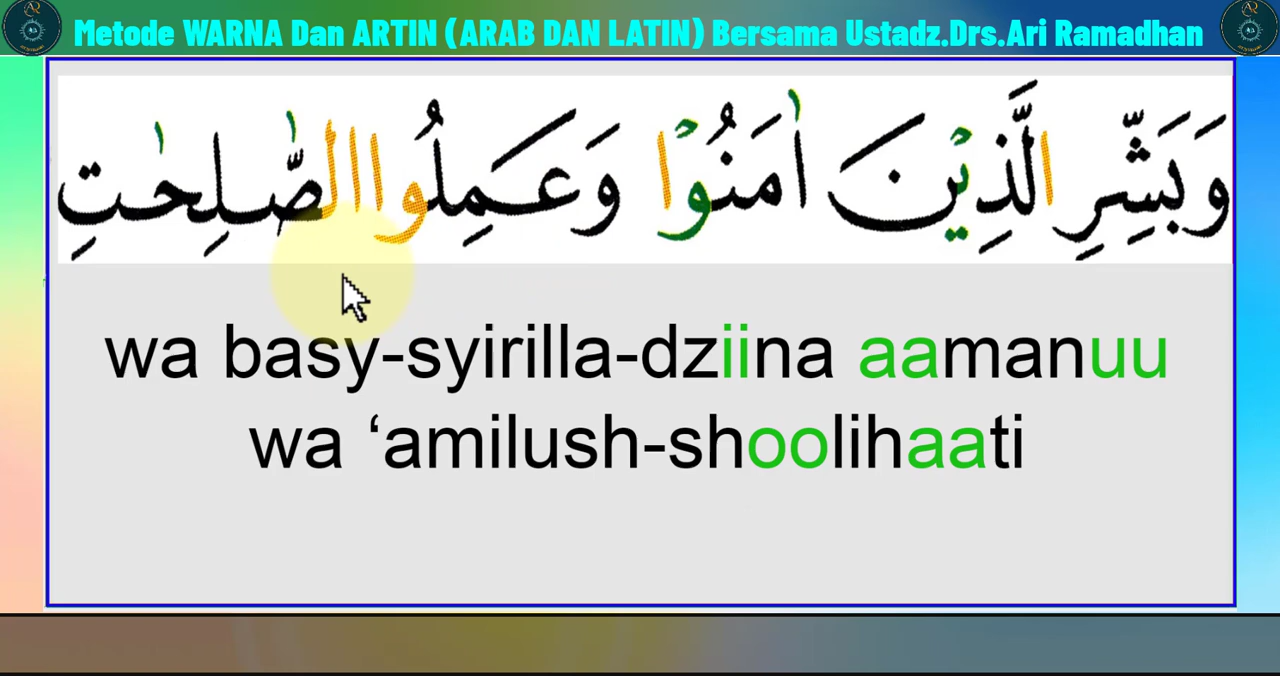 Metode WARNA Dan ARTIN (ARAB DAN LATIN) Bersama Ustadz.Drs.Ari Ramadhan
وَبَشِّرِ الَّذِيْنَ اٰمَنُوْا وَعَمِلُوا الصّٰلِحٰتِ
wa basy-syirilla-dziina aamanuu
wa ‘amilush-shoolihaati